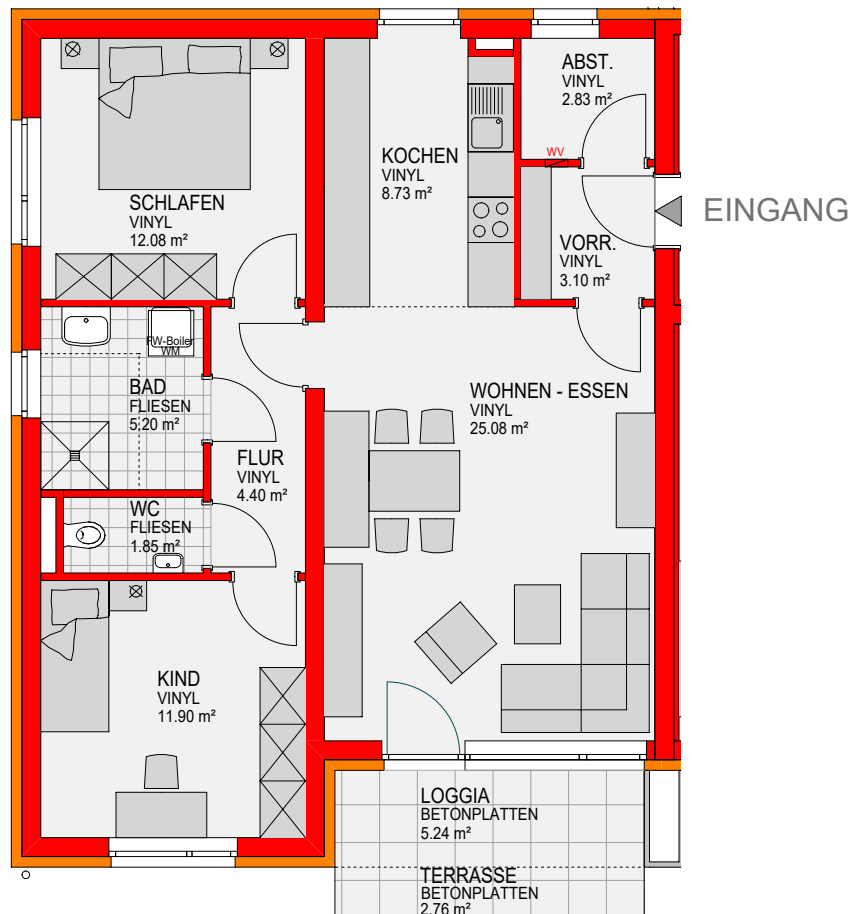 ABST.
VINYL
2.83 m²
WV
KOCHEN
VINYL
8.73 m²
SCHLAFEN
VINYL
12.08 m²
EINGANG
VORR.
VINYL
3.10 m²
FW-Boiler
WM
BAD
FLIESEN
5.20 m²
WOHNEN - ESSEN
VINYL
25.08 m²
FLUR
VINYL
4.40 m²
WC
FLIESEN
1.85 m²
KIND
VINYL
11.90 m²
LOGGIA
BETONPLATTEN
5.24 m²
TERRASSE
BETONPLATTEN
2.76 m²